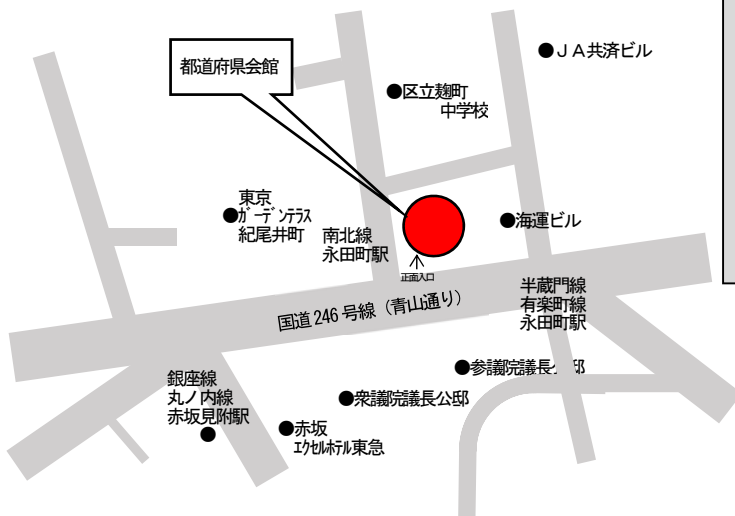 ●ＪＡ共済ビル
都道府県会館
●区立麹町
中学校
東京
●ｶﾞｰﾃﾞﾝﾃﾗｽ
紀尾井町
南北線
永田町駅
●海運ビル
正面入口
半蔵門線
有楽町線
永田町駅
国道246号線（青山通り）
●参議院議長公邸
銀座線
丸ノ内線
赤坂見附駅
●
●衆議院議長公邸
●赤坂
ｴｸｾﾙﾎﾃﾙ東急